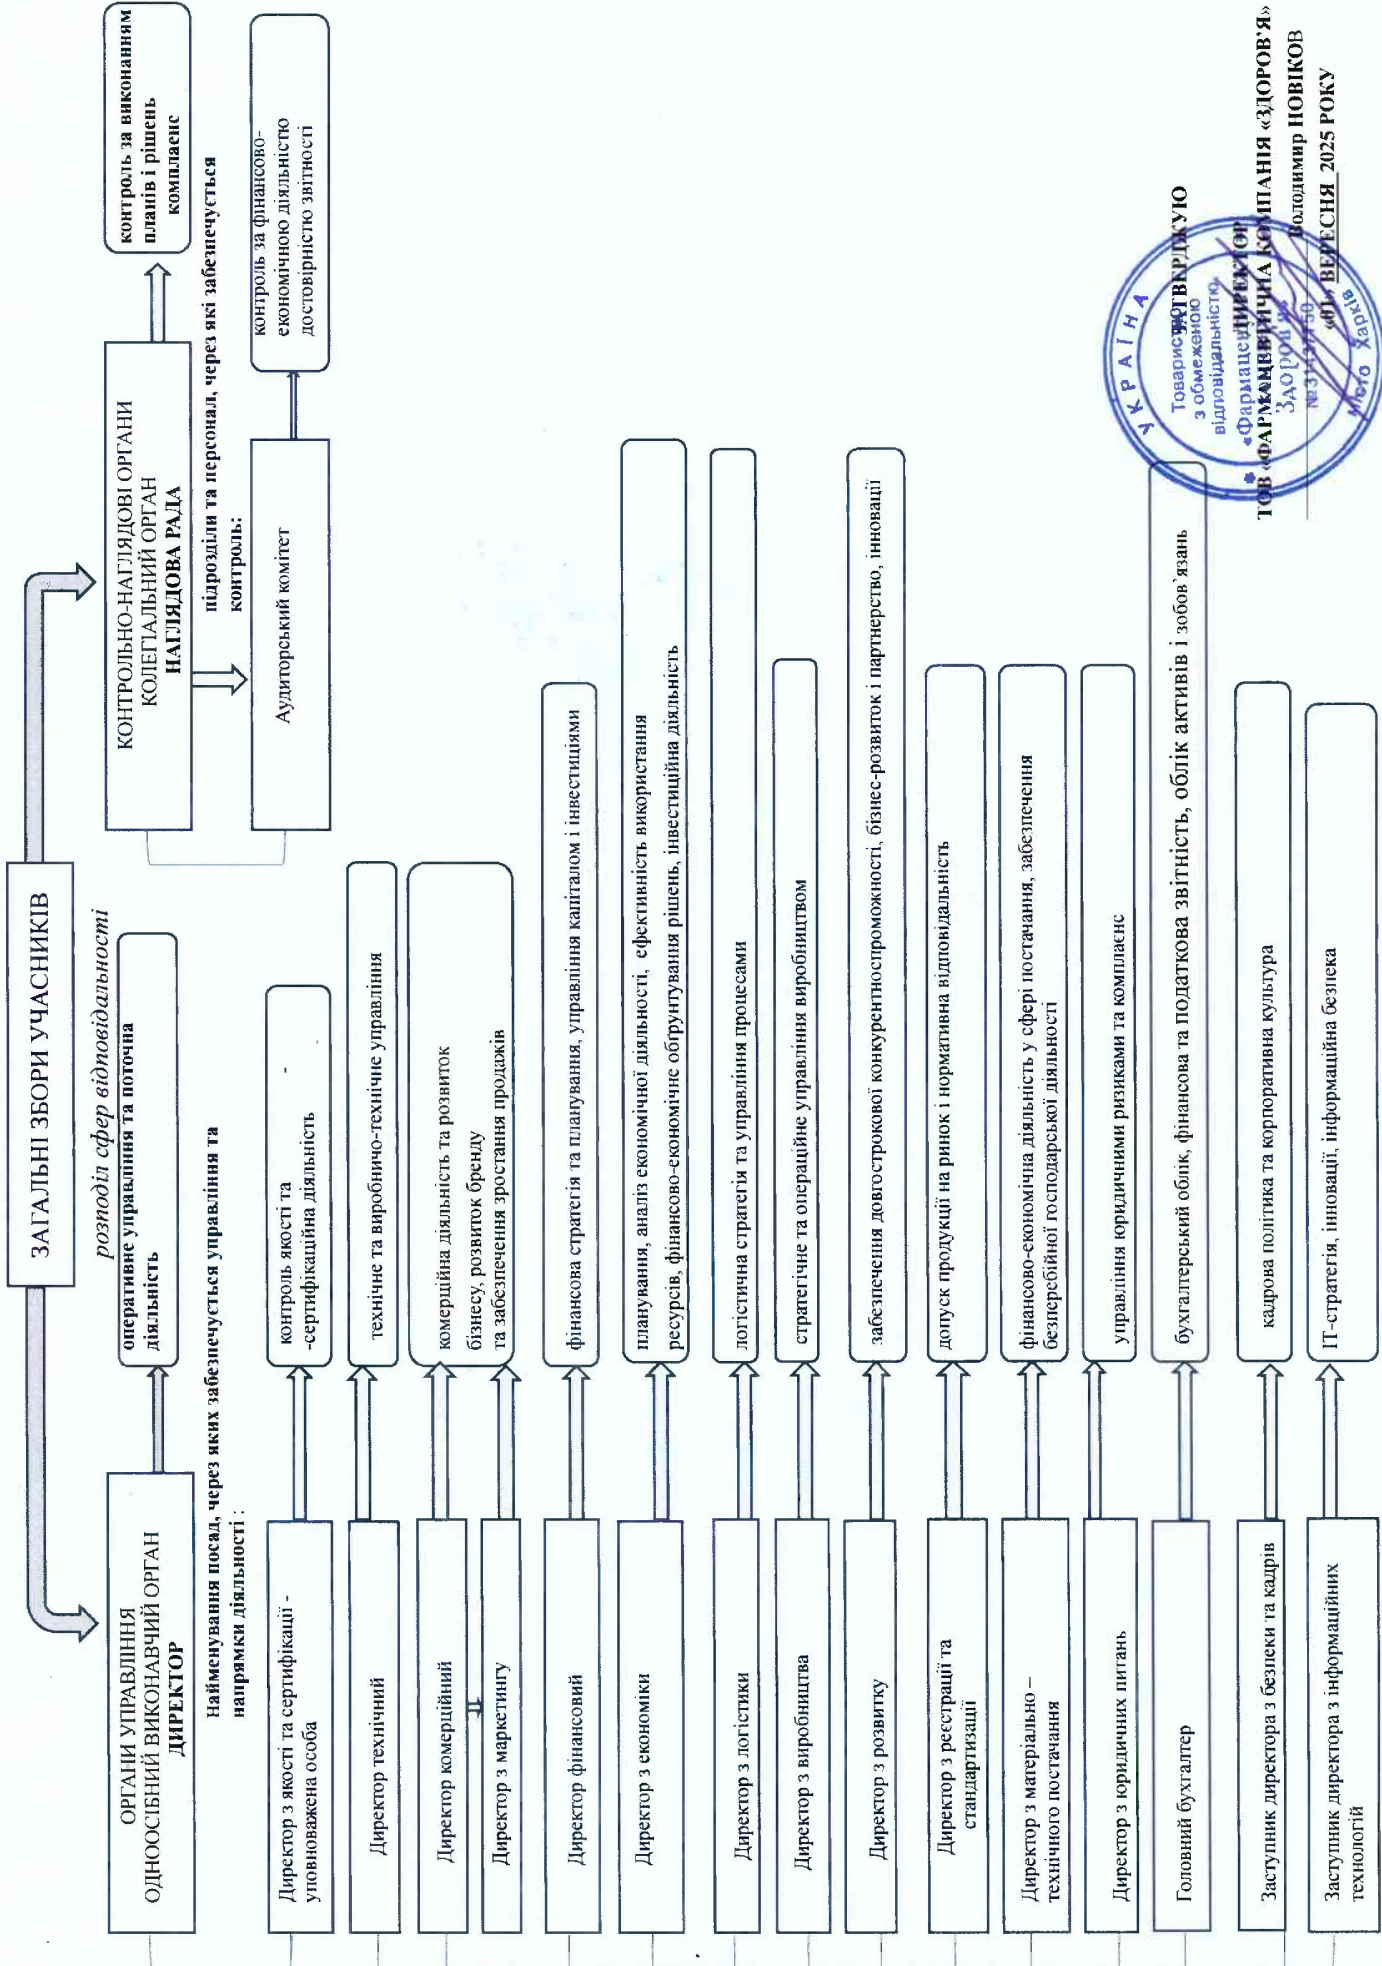 ЗАГАЛЬНІ ЗБОРИ УЧАСНИКІВ
розподіл сфер відповідальності
ОРГАНИ УПРАВЛІННЯ
ОДНООСІБНИЙ ВИКОНАВЧИЙ ОРГАН
ДИРЕКТОР
оперативне управління та поточна
діяльність
КОНТРОЛЬНО-НАГЛЯДОВІ ОРГАНИ
КОЛЕГІАЛЬНИЙ ОРГАН
НАГЛЯДОВА РАДА
контроль за виконанням
планів і рішень
комплаєнс
Найменування посад, через яких забезпечується управління та
напрямки діяльності :
підрозділи та персонал, через які забезпечується
контроль:
Аудиторський комітет
контроль за фінансово-
економічною діяльністю
достовірністю звітності
Директор з якості та сертифікації -
уповноважена особа
контроль якості та -
-сертифікаційна діяльність
Директор технічний
технічне та виробничо-технічне управління
Директор комерційний
Директор з маркетингу
комерційна діяльність та розвиток
бізнесу, розвиток бренду
та забезпечення зростання продажів
Директор фінансовий
фінансова стратегія та планування, управління капіталом і інвестиціями
Директор з економіки
планування, аналіз економічної діяльності, ефективність використання
ресурсів, фінансово-економічне обґрунтування рішень, інвестиційна діяльність
Директор з логістики
логістична стратегія та управління процесами
Директор з виробництва
стратегічне та операційне управління виробництвом
Директор з розвитку
забезпечення довгострокової конкурентноспроможності, бізнес-розвиток і партнерство, інновації
Директор з реєстрації та
стандартизації
допуск продукції на ринок і нормативна відповідальність
Директор з матеріально –
технічного постачання
фінансово-економічна діяльність у сфері постачання, забезпечення
безперебійної господарської діяльності
Директор з юридичних питань
управління юридичними ризиками та комплаєнс
Головний бухгалтер
бухгалтерський облік, фінансова та податкова звітність, облік активів і зобов'язань
Заступник директора з безпеки та кадрів
кадрова політика та корпоративна культура
Заступник директора з інформаційних
технологій
ІТ-стратегія, інновації, інформаційна безпека
ЗАТВЕРДЖУЮ
ДИРЕКТОР
ТОВ «ФАРМАЦЕВТИЧНА КОМПАНІЯ «ЗДОРОВ'Я»
Володимир НОВІКОВ
«01» ВЕРЕСНЯ 2025 РОКУ
УКРАЇНА
Товариство
з обмеженою
відповідальністю
Здоров'я»
місто Харків